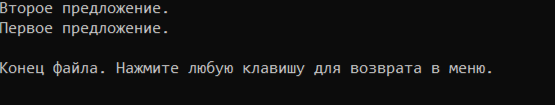 Второе предложение.
Первое предложение.
Конец файла. Нажмите любую клавишу для возврата в меню.